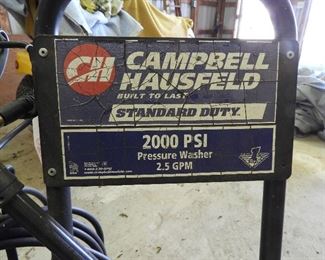 CH CAMPBELL
HAUSFELD
BUILT TO LAST
STANDARD DUTY
2000 PSI
Pressure Washer
2.5 GPM